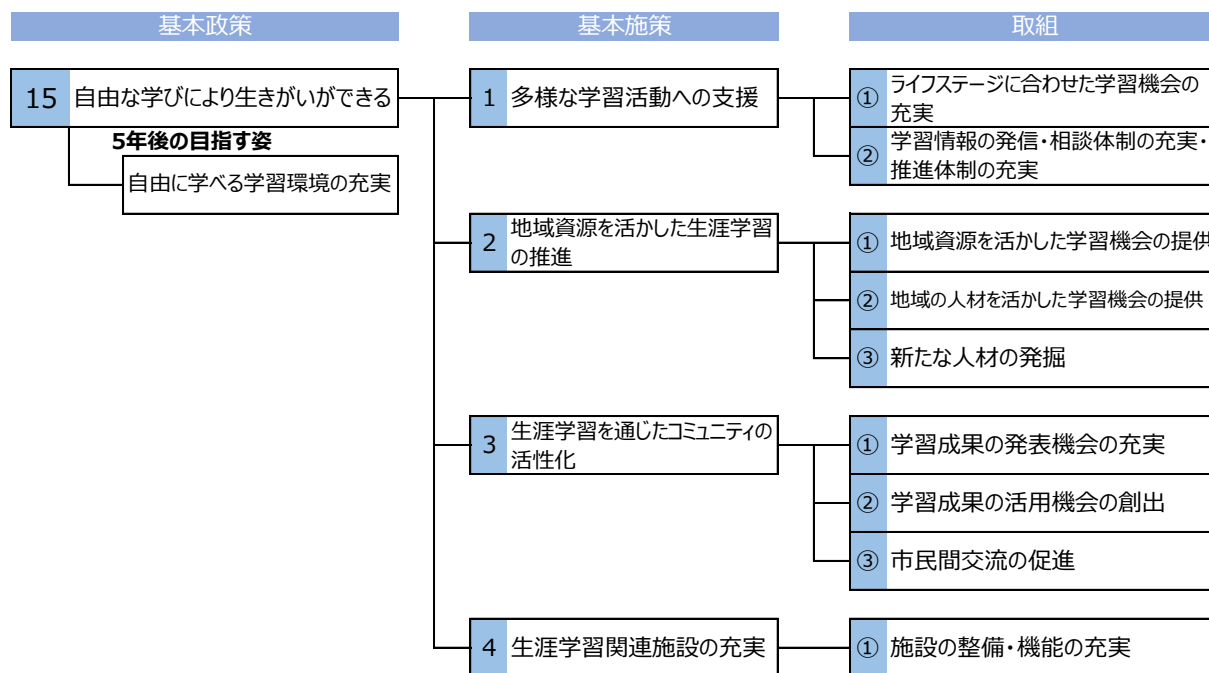 基本政策
基本施策
取組
15 自由な学びにより生きがいができる
5年後の目指す姿
自由に学べる学習環境の充実
1 多様な学習活動への支援
① ライフステージに合わせた学習機会の
充実
② 学習情報の発信・相談体制の充実・
推進体制の充実
2 地域資源を活かした生涯学習
の推進
① 地域資源を活かした学習機会の提供
② 地域の人材を活かした学習機会の提供
③ 新たな人材の発掘
3 生涯学習を通じたコミュニティの
活性化
① 学習成果の発表機会の充実
② 学習成果の活用機会の創出
③ 市民間交流の促進
4 生涯学習関連施設の充実
① 施設の整備・機能の充実